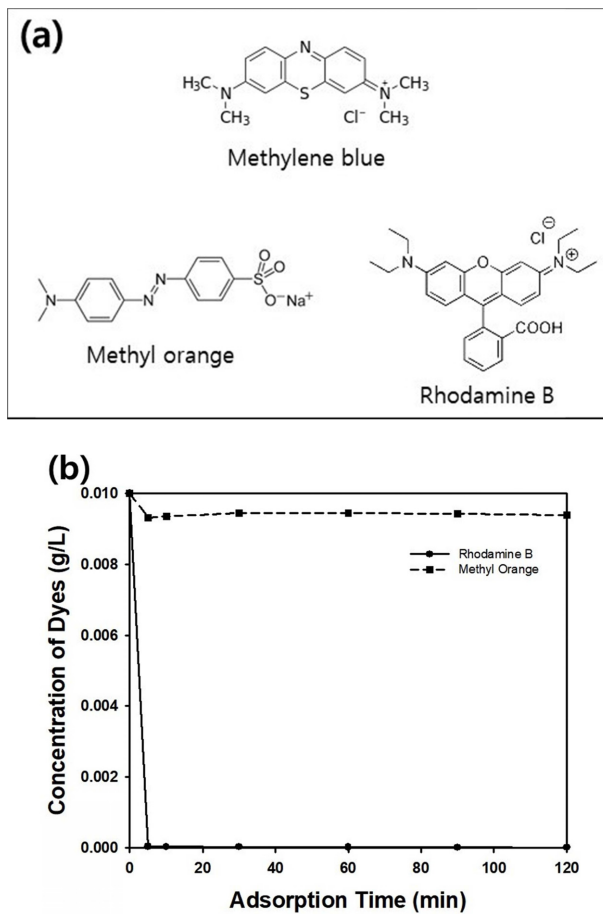 (a)
N
H₃C
N
CH₃
S
Cl⁻
N⁺
CH₃
CH₃
Methylene blue
N
N
N
S
O
O
O⁻Na⁺
Methyl orange
N
O
Cl⊖
N⊕
COOH
Rhodamine B
(b)
Concentration of Dyes (g/L)
0.010
0.008
0.006
0.004
0.002
0.000
Rhodamine B
Methyl Orange
0 20 40 60 80 100 120
Adsorption Time (min)